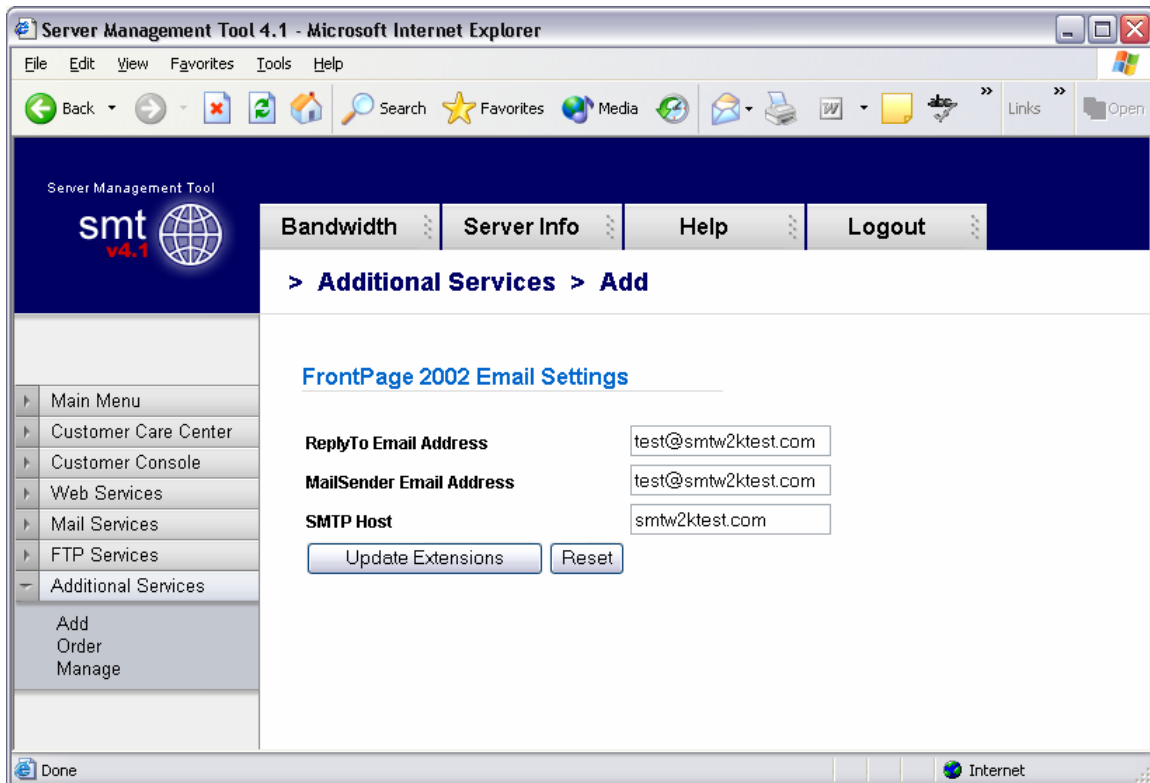 Server Management Tool 4.1 - Microsoft Internet Explorer
File Edit View Favorites Tools Help
Back Search Favorites Media Links Open
Server Management Tool
smt
v4.1
Bandwidth Server Info Help Logout
> Additional Services > Add
FrontPage 2002 Email Settings
Main Menu
Customer Care Center
Customer Console
Web Services
Mail Services
FTP Services
Additional Services
Add
Order
Manage
ReplyTo Email Address test@smtw2ktest.com
MailSender Email Address test@smtw2ktest.com
SMTP Host smtw2ktest.com
Update Extensions Reset
Done Internet